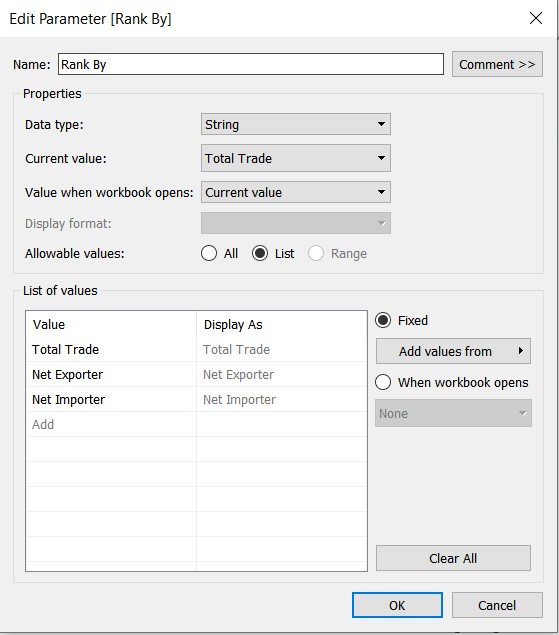 Edit Parameter [Rank By]
Name: Rank By Comment >>
Properties
Data type: String
Current value: Total Trade
Value when workbook opens: Current value
Display format:
Allowable values: All List Range
List of values
Value Display As
Total Trade Total Trade
Net Exporter Net Exporter
Net Importer Net Importer
Add
Fixed
Add values from
When workbook opens
None
Clear All
OK Cancel